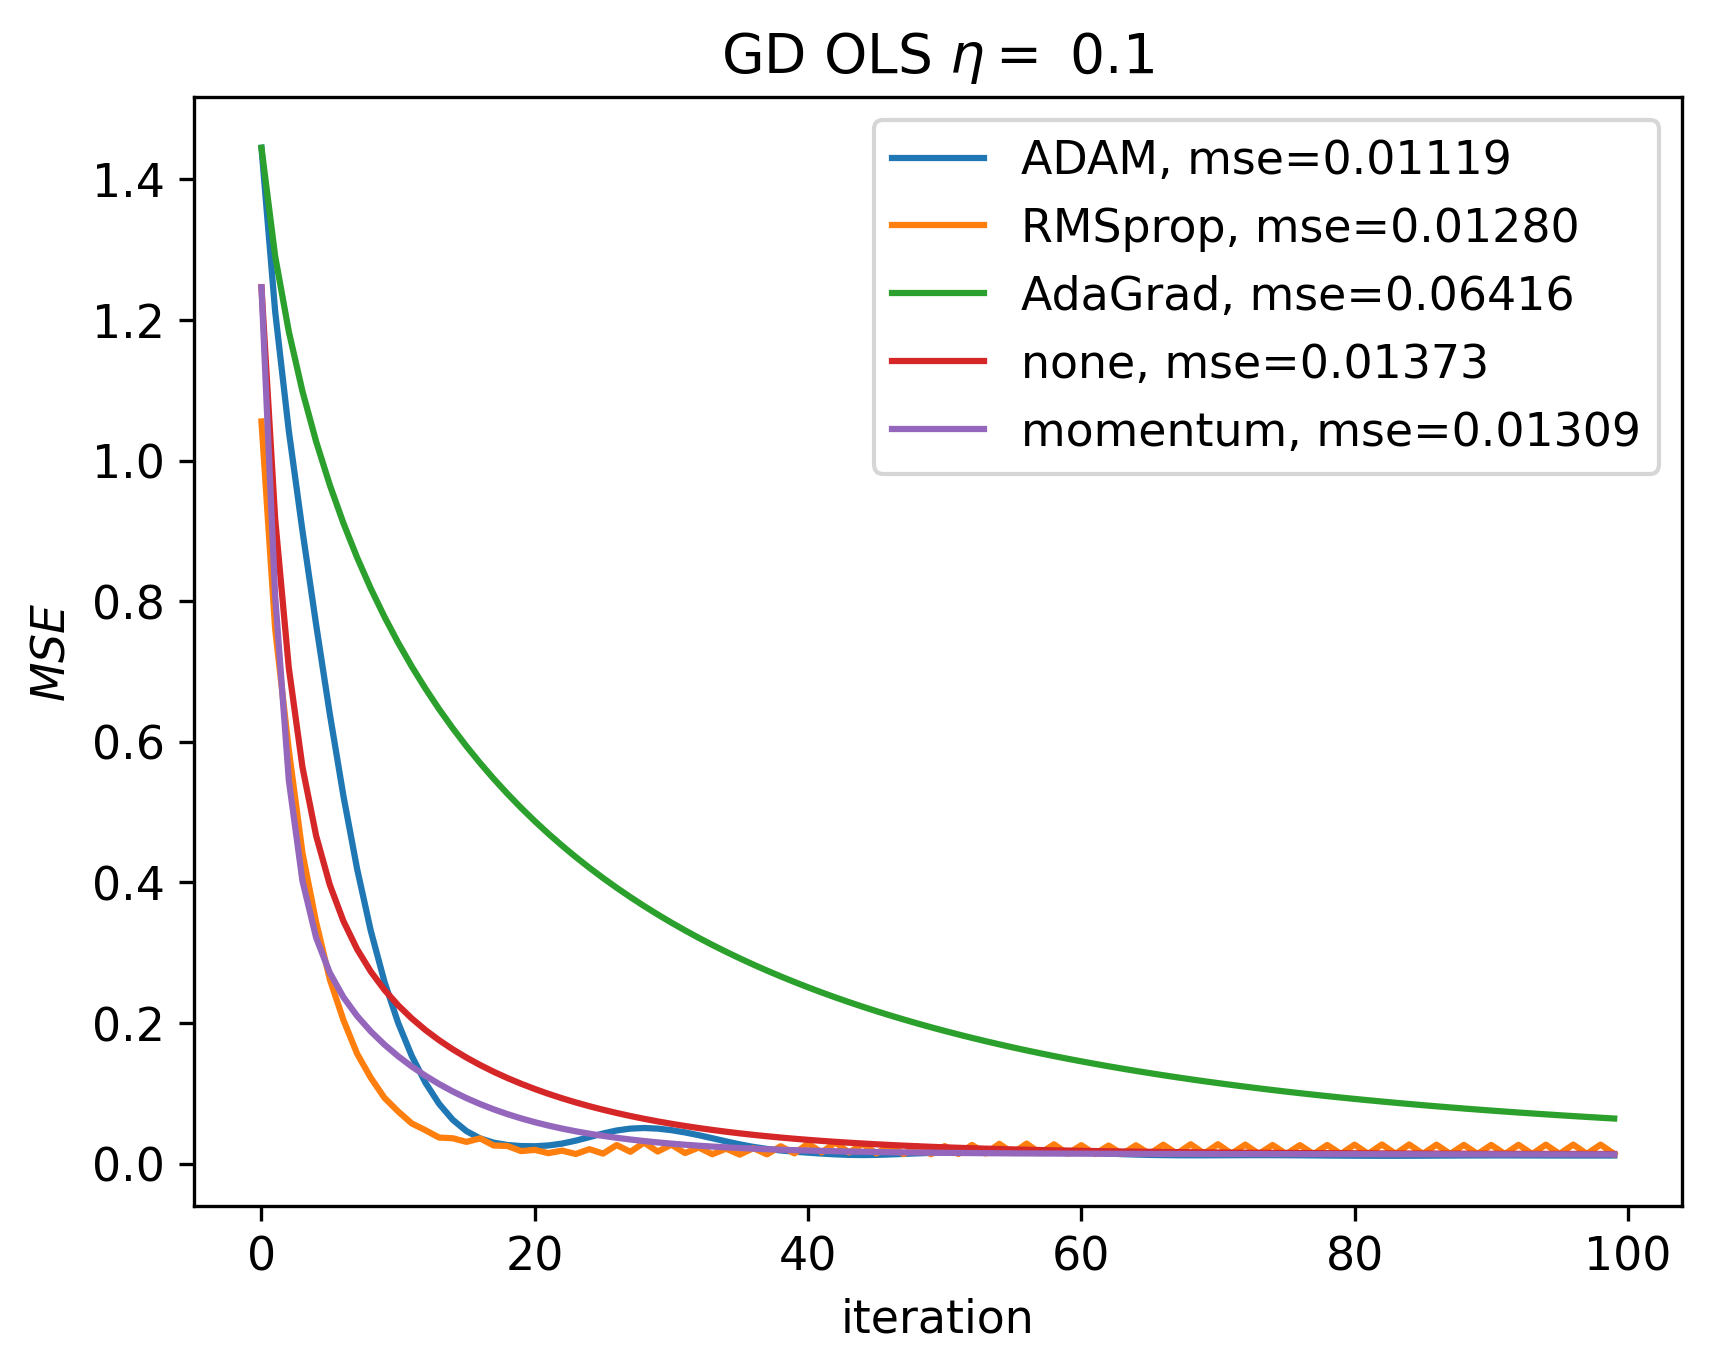 GD OLS η = 0.1
ADAM, mse=0.01119
RMSprop, mse=0.01280
AdaGrad, mse=0.06416
none, mse=0.01373
momentum, mse=0.01309
MSE
1.4
1.2
1.0
0.8
0.6
0.4
0.2
0.0
0 20 40 60 80 100
iteration